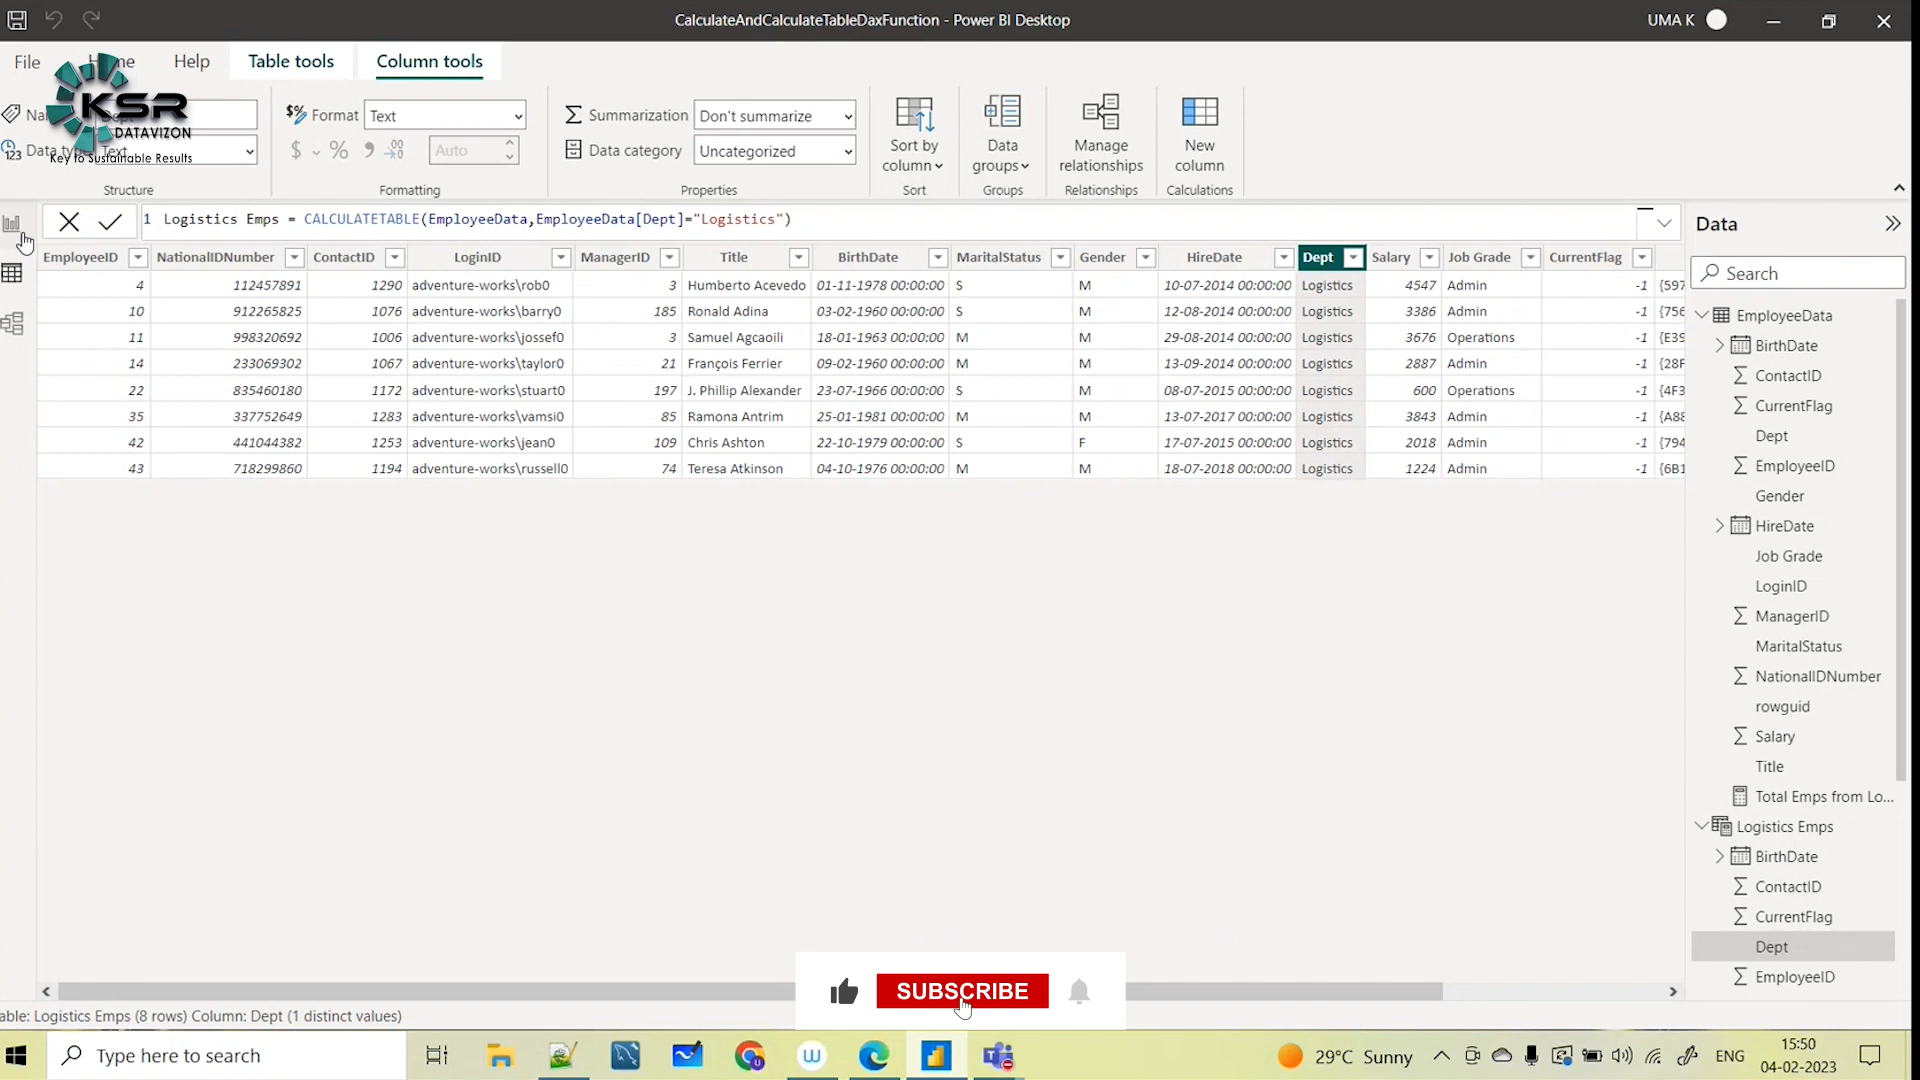 CalculateAndCalculateTableDaxFunction - Power BI Desktop
UMA K
File
Help
Table tools
Column tools
KSR
DATAVIZON
Key to Sustainable Results
Format Text
Summarization Don't summarize
Data type
Auto
Data category Uncategorized
Sort by column
Data groups
Manage relationships
New column
Structure
Formatting
Properties
Sort
Groups
Relationships
Calculations
1 Logistics Emps = CALCULATETABLE(EmployeeData,EmployeeData[Dept]="Logistics")
EmployeeID NationalIDNumber ContactID LoginID ManagerID Title BirthDate MaritalStatus Gender HireDate Dept Salary Job Grade CurrentFlag
4 112457891 1290 adventure-works\rob0 3 Humberto Acevedo 01-11-1978 00:00:00 S M 10-07-2014 00:00:00 Logistics 4547 Admin -1 {597
10 912265825 1076 adventure-works\barry0 185 Ronald Adina 03-02-1960 00:00:00 S M 12-08-2014 00:00:00 Logistics 3386 Admin -1 {756
11 998320692 1006 adventure-works\jossef0 3 Samuel Agcaoili 18-01-1963 00:00:00 M M 29-08-2014 00:00:00 Logistics 3676 Operations -1 {E39
14 233069302 1067 adventure-works\taylor0 21 François Ferrier 09-02-1960 00:00:00 M M 13-09-2014 00:00:00 Logistics 2887 Admin -1 {28F
22 835460180 1172 adventure-works\stuart0 197 J. Phillip Alexander 23-07-1966 00:00:00 S M 08-07-2015 00:00:00 Logistics 600 Operations -1 {4F3
35 337752649 1283 adventure-works\vamsi0 85 Ramona Antrim 25-01-1981 00:00:00 M M 13-07-2017 00:00:00 Logistics 3843 Admin -1 {A88
42 441044382 1253 adventure-works\jean0 109 Chris Ashton 22-10-1979 00:00:00 S F 17-07-2015 00:00:00 Logistics 2018 Admin -1 {794
43 718299860 1194 adventure-works\russell0 74 Teresa Atkinson 04-10-1976 00:00:00 M M 18-07-2018 00:00:00 Logistics 1224 Admin -1 {6B1
Data
Search
EmployeeData
BirthDate
ContactID
CurrentFlag
Dept
EmployeeID
Gender
HireDate
Job Grade
LoginID
ManagerID
MaritalStatus
NationalIDNumber
rowguid
Salary
Title
Total Emps from Lo...
Logistics Emps
BirthDate
ContactID
CurrentFlag
Dept
EmployeeID
SUBSCRIBE
able: Logistics Emps (8 rows) Column: Dept (1 distinct values)
Type here to search
29°C Sunny
ENG
15:50
04-02-2023